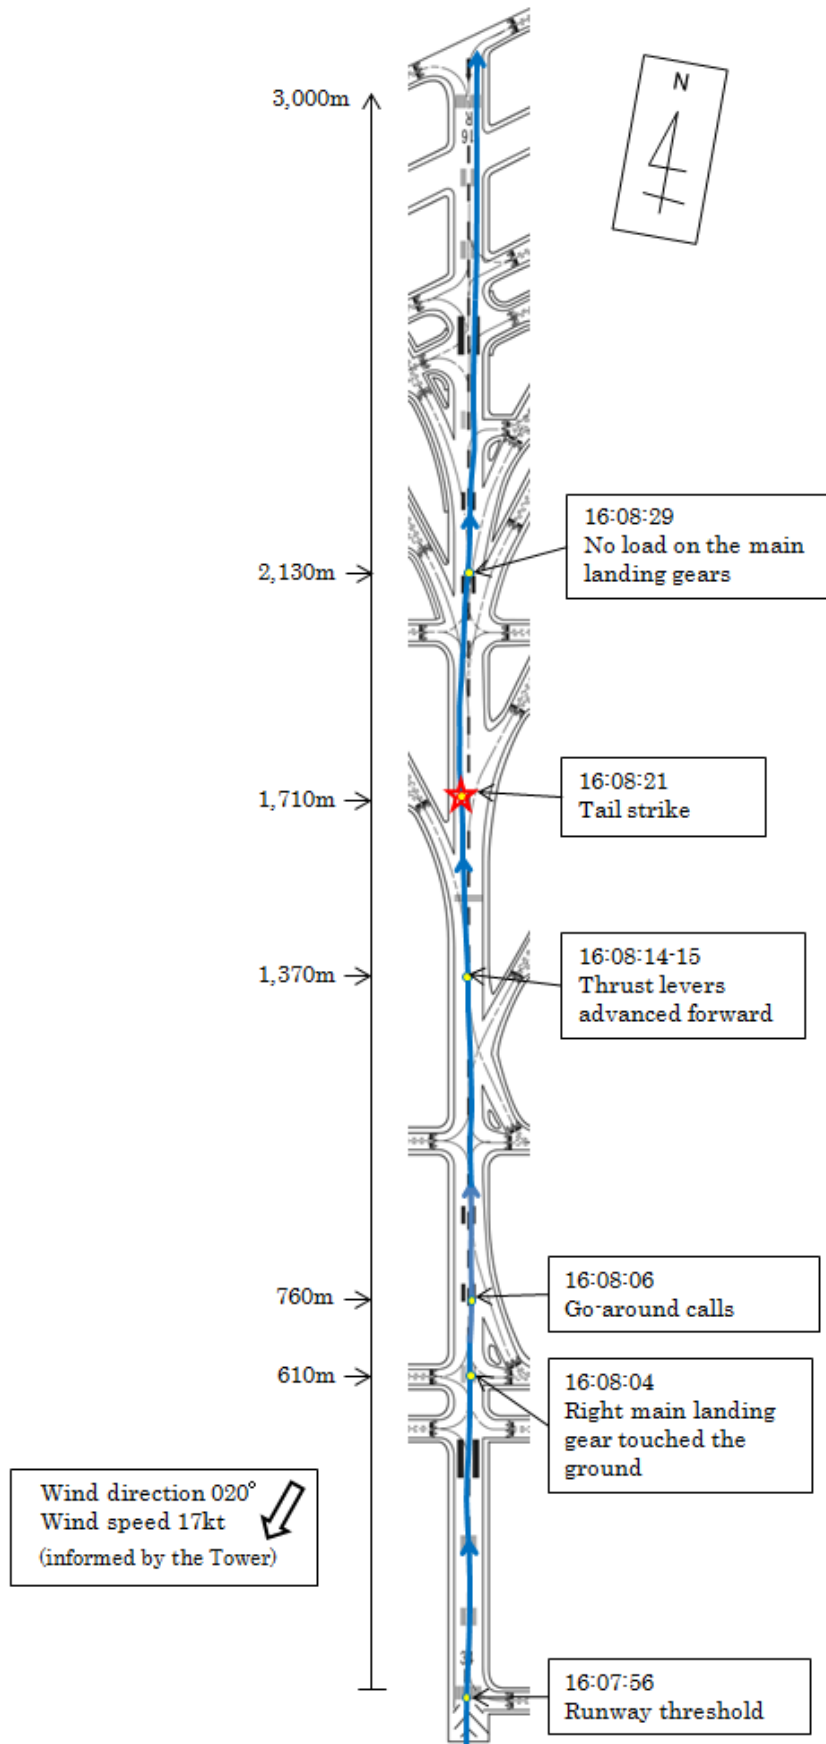 N
3,000m
R
16
16:08:29
No load on the main
landing gears
2,130m
16:08:21
Tail strike
1,710m
16:08:14-15
Thrust levers
advanced forward
1,370m
16:08:06
Go-around calls
760m
610m
16:08:04
Right main landing
gear touched the
ground
Wind direction 020°
Wind speed 17kt
(informed by the Tower)
16:07:56
Runway threshold